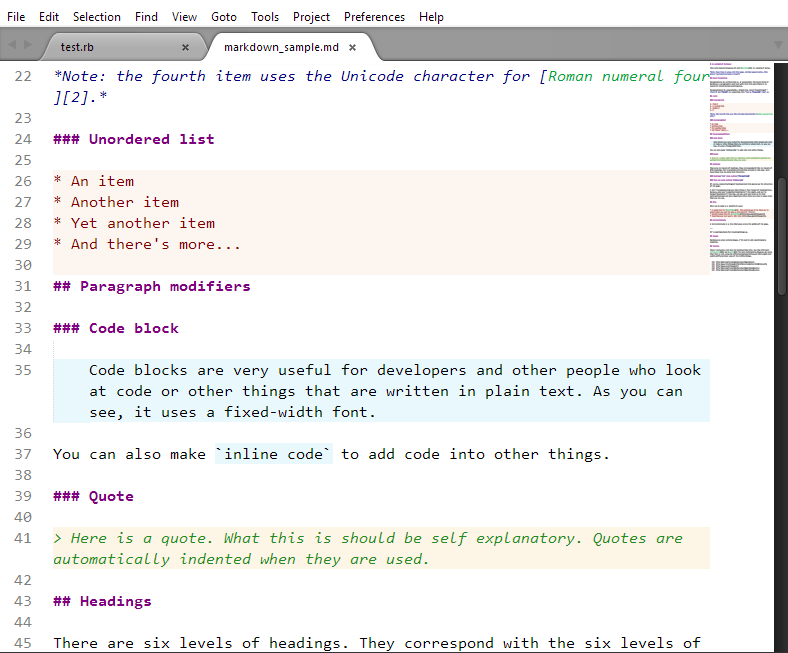 File Edit Selection Find View Goto Tools Project Preferences Help
test.rb × markdown_sample.md ×
22 *Note: the fourth item uses the Unicode character for [Roman numeral four
][2].*
23
24 ### Unordered list
25
26 * An item
27 * Another item
28 * Yet another item
29 * And there's more...
30
31 ## Paragraph modifiers
32
33 ### Code block
34
35 Code blocks are very useful for developers and other people who look
at code or other things that are written in plain text. As you can
see, it uses a fixed-width font.
36
37 You can also make `inline code` to add code into other things.
38
39 ### Quote
40
41 > Here is a quote. What this is should be self explanatory. Quotes are
automatically indented when they are used.
42
43 ## Headings
44
45 There are six levels of headings. They correspond with the six levels of